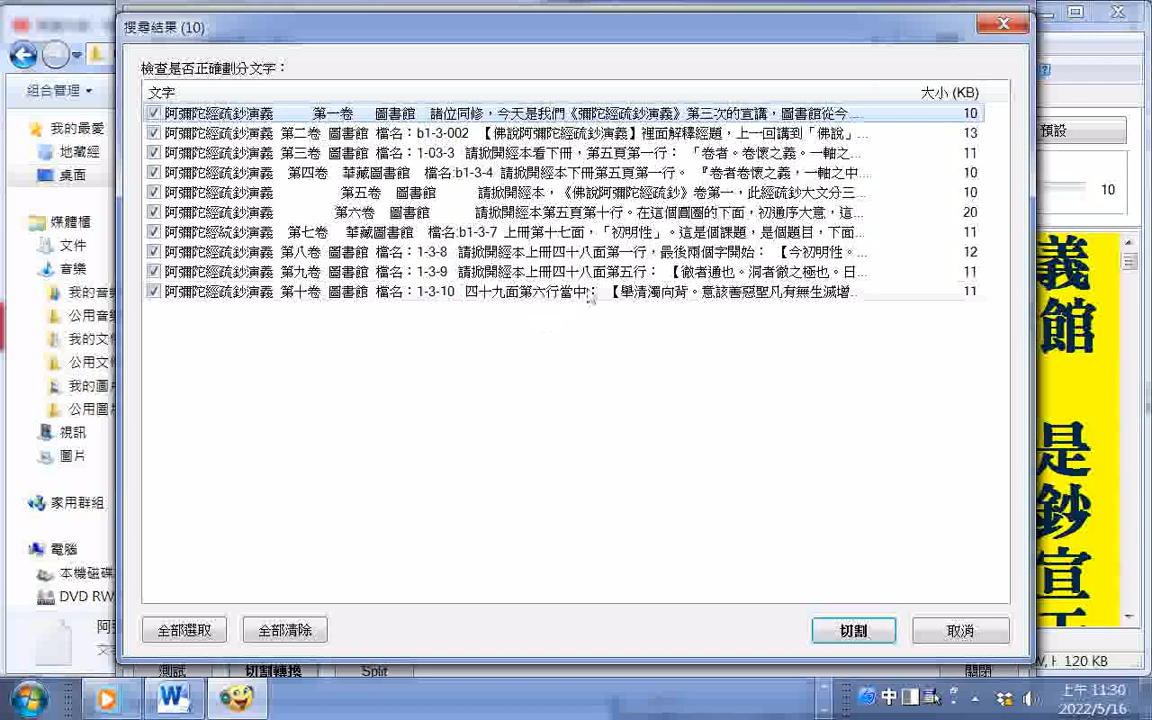 搜尋結果 (10)
檢查是否正確劃分文字：
文字 大小 (KB)
阿彌陀經疏鈔演義 第一卷 圖書館 諸位同修，今天是我們《彌陀經疏鈔演義》第三次的宣講，圖書館從今... 10
阿彌陀經疏鈔演義 第二卷 圖書館 檔名：b1-3-002 【佛說阿彌陀經疏鈔演義】裡面解釋經題，上一回講到「佛說」... 13
阿彌陀經疏鈔演義 第三卷 圖書館 檔名：1-03-3 請掀開經本看下冊，第五頁第一行：「卷者。卷懷之義。一軸之... 11
阿彌陀經疏鈔演義 第四卷 華藏圖書館 檔名:b1-3-4 請掀開經本下冊第五頁第一行。『卷者卷懷之義，一軸之中... 10
阿彌陀經疏鈔演義 第五卷 圖書館 請掀開經本，《佛說阿彌陀經疏鈔》卷第一，此經疏大文分三... 10
阿彌陀經疏鈔演義 第六卷 圖書館 請掀開經本第五頁第十行。在這個圓圈的下面，初通序大意，這... 20
阿彌陀經疏鈔演義 第七卷 華藏圖書館 檔名:b1-3-7 上冊第十七面，「初明性」。這是個課題，是個題目，下面... 11
阿彌陀經疏鈔演義 第八卷 圖書館 檔名：1-3-8 請掀開經本上冊四十八面第一行，最後兩個字開始：【今初明性。... 12
阿彌陀經疏鈔演義 第九卷 圖書館 檔名：1-3-9 請掀開經本上冊四十八面第五行：【徹者通也。洞者徹之極也。日... 11
阿彌陀經疏鈔演義 第十卷 圖書館 檔名：1-3-10 四十九面第六行當中：【舉清濁向背。意該善惡聖凡有無生滅增... 11
全部選取 全部清除 切割 取消
組合管理
我的最愛
地藏經
桌面
媒體櫃
文件
音樂
我的音
公用音
我的文
公用文
我的圖
公用圖
視訊
圖片
家用群組
電腦
本機磁碟
DVD RW
預設
10
義
館
是
鈔
宣
測試 切割轉換 Split 關閉
120 KB
中
上午 11:30
2022/5/16